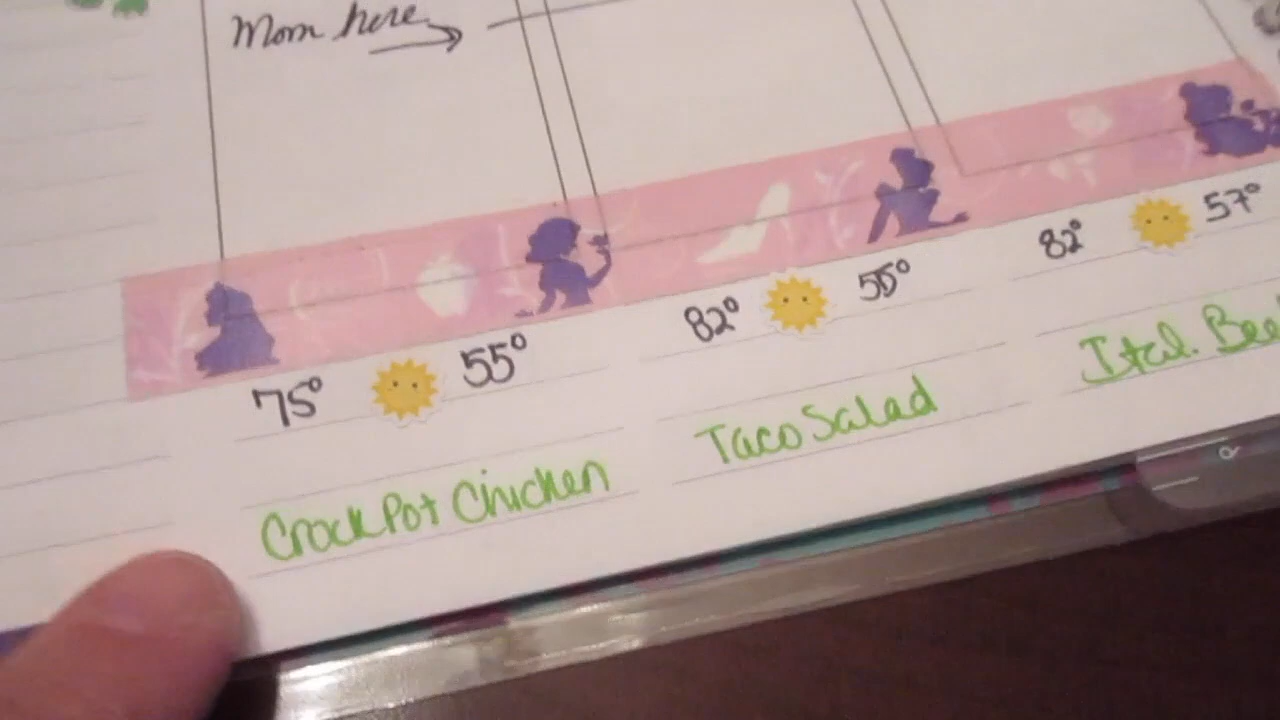 Mom here
75° 55°
82° 55°
82° 57°
Crock Pot Chicken
Taco Salad
Ital. Bee